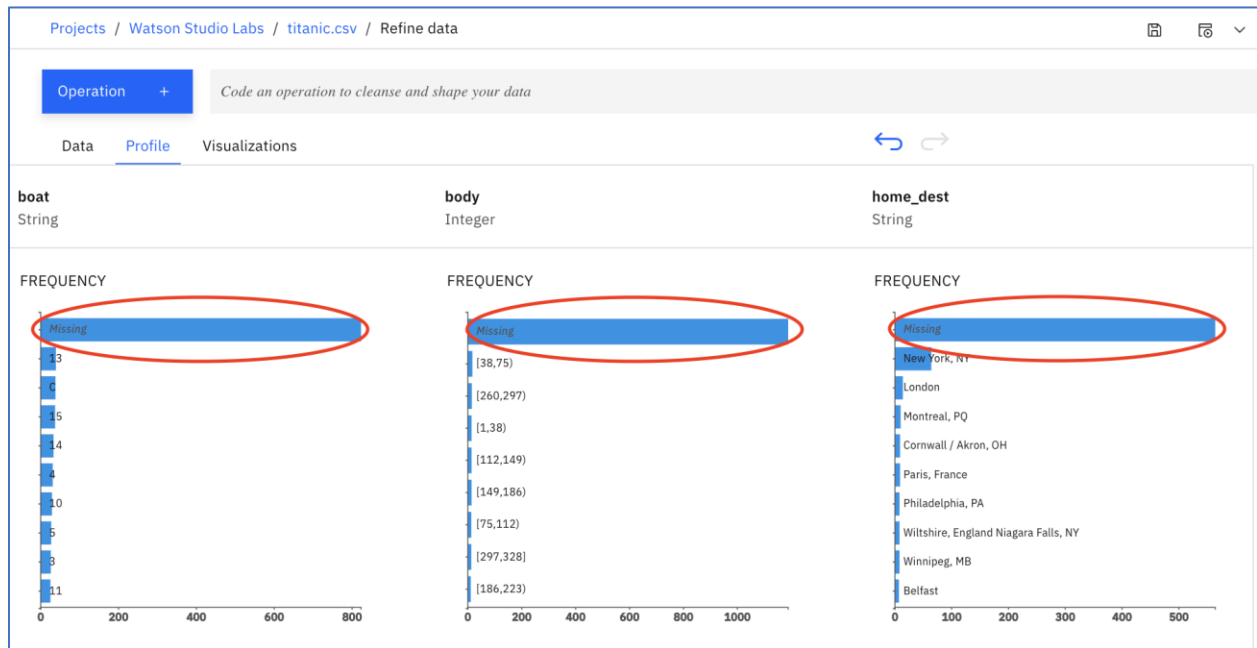 Projects / Watson Studio Labs / titanic.csv / Refine data
Operation +
Code an operation to cleanse and shape your data
Data Profile Visualizations
boat
String
FREQUENCY
Missing
13
C
15
14
4
10
5
3
11
0 200 400 600 800
body
Integer
FREQUENCY
Missing
[38,75)
[260,297)
[1,38)
[112,149)
[149,186)
[75,112)
[297,328]
[186,223)
0 200 400 600 800 1000
home_dest
String
FREQUENCY
Missing
New York, NY
London
Montreal, PQ
Cornwall / Akron, OH
Paris, France
Philadelphia, PA
Wiltshire, England Niagara Falls, NY
Winnipeg, MB
Belfast
0 100 200 300 400 500